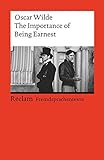 Oscar Wilde
The Importance of
Being Earnest
Reclam Fremdsprachentexte